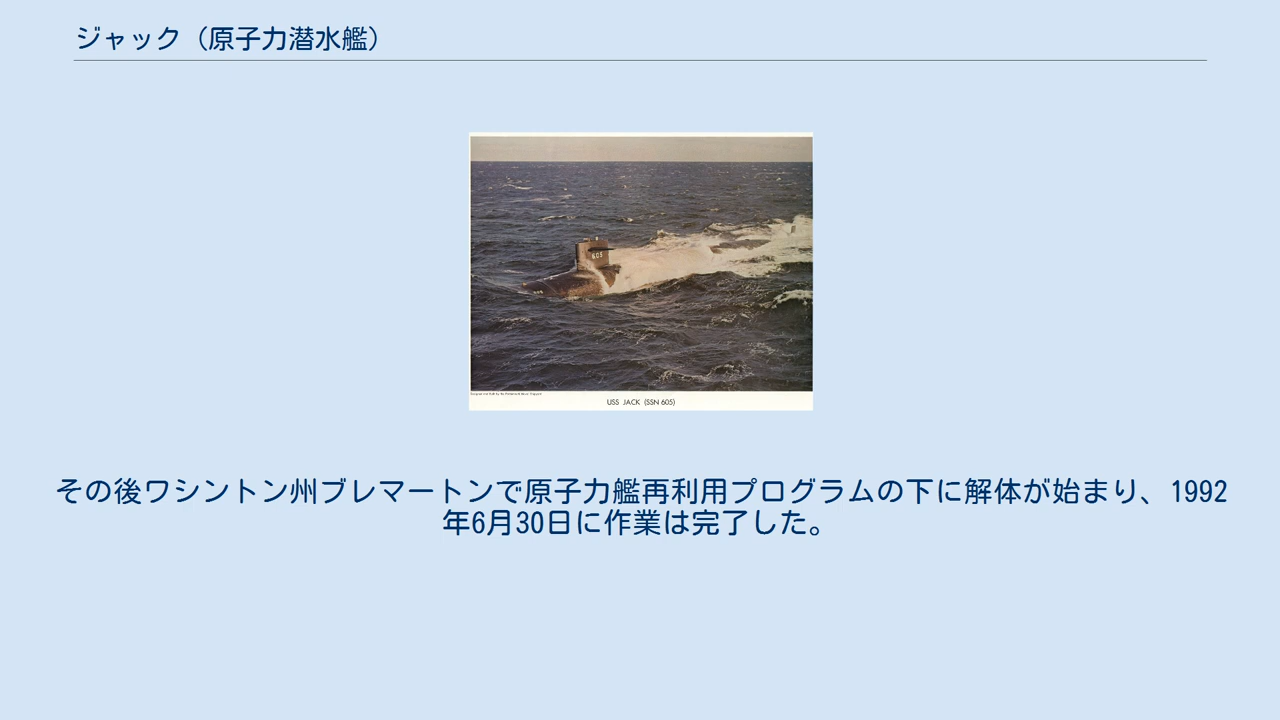 ジャック（原子力潜水艦）
605
USS JACK (SSN 605)
その後ワシントン州ブレマートンで原子力艦再利用プログラムの下に解体が始まり、1992
年6月30日に作業は完了した。